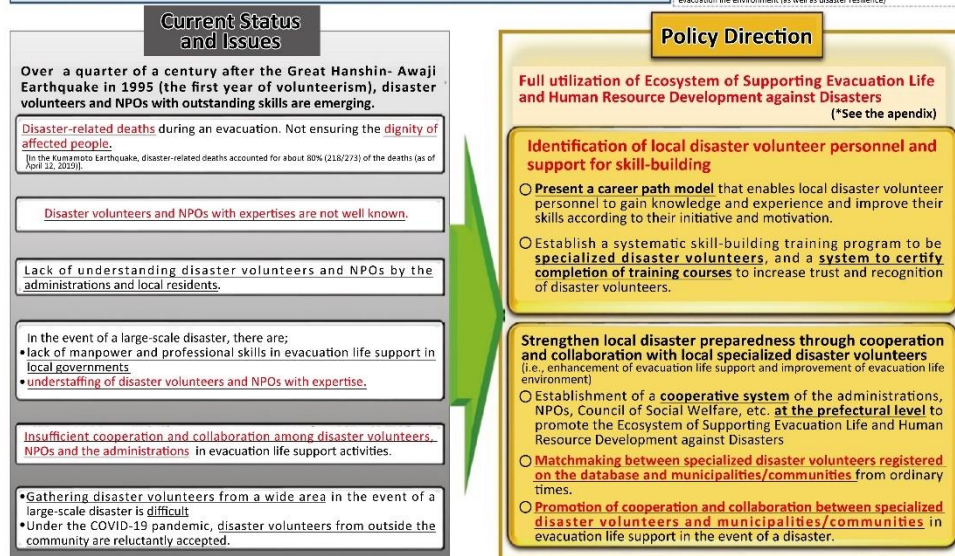 evacuation life environment (as well as disaster resilience)
Current Status
and Issues
Over a quarter of a century after the Great Hanshin- Awaji
Earthquake in 1995 (the first year of volunteerism), disaster
volunteers and NPOs with outstanding skills are emerging.
Disaster-related deaths during an evacuation. Not ensuring the dignity of
affected people.
[In the Kumamoto Earthquake, disaster-related deaths accounted for about 80% (218/273) of the deaths (as of
April 12, 2019)].
Disaster volunteers and NPOs with expertises are not well known.
Lack of understanding disaster volunteers and NPOs by the
administrations and local residents.
In the event of a large-scale disaster, there are;
•lack of manpower and professional skills in evacuation life support in
local governments
•understaffing of disaster volunteers and NPOs with expertise.
Insufficient cooperation and collaboration among disaster volunteers,
NPOs and the administrations in evacuation life support activities.
•Gathering disaster volunteers from a wide area in the event of a
large-scale disaster is difficult
•Under the COVID-19 pandemic, disaster volunteers from outside the
community are reluctantly accepted.
Policy Direction
Full utilization of Ecosystem of Supporting Evacuation Life
and Human Resource Development against Disasters
(*See the apendix)
Identification of local disaster volunteer personnel and
support for skill-building
○ Present a career path model that enables local disaster volunteer
personnel to gain knowledge and experience and improve their
skills according to their initiative and motivation.
○ Establish a systematic skill-building training program to be
specialized disaster volunteers, and a system to certify
completion of training courses to increase trust and recognition
of disaster volunteers.
Strengthen local disaster preparedness through cooperation
and collaboration with local specialized disaster volunteers
(i.e., enhancement of evacuation life support and improvement of evacuation life
environment)
○ Establishment of a cooperative system of the administrations,
NPOs, Council of Social Welfare, etc. at the prefectural level to
promote the Ecosystem of Supporting Evacuation Life and Human
Resource Development against Disasters
○ Matchmaking between specialized disaster volunteers registered
on the database and municipalities/communities from ordinary
times.
○ Promotion of cooperation and collaboration between specialized
disaster volunteers and municipalities/communities in
evacuation life support in the event of a disaster.